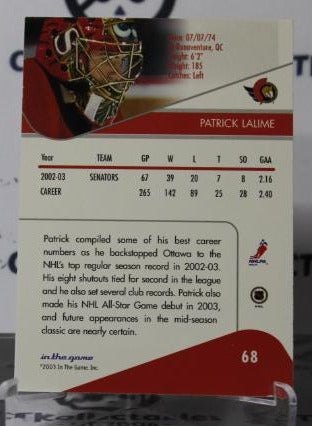 07/07/74
Bonaventure, QC
Height: 6'2"
Weight: 185
Catches: Left
PATRICK LALIME
Year TEAM GP W L T SO GAA
2002-03 SENATORS 67 39 20 7 8 2.16
CAREER 265 142 89 25 28 2.40
Patrick compiled some of his best career
numbers as he backstopped Ottawa to the
NHL's top regular season record in 2002-03.
His eight shutouts tied for second in the league
and he also set several club records. Patrick also
made his NHL All-Star Game debut in 2003,
and future appearances in the mid-season
classic are nearly certain.
NHLPA
NHL
in the game
©2003 In The Game, Inc.
68